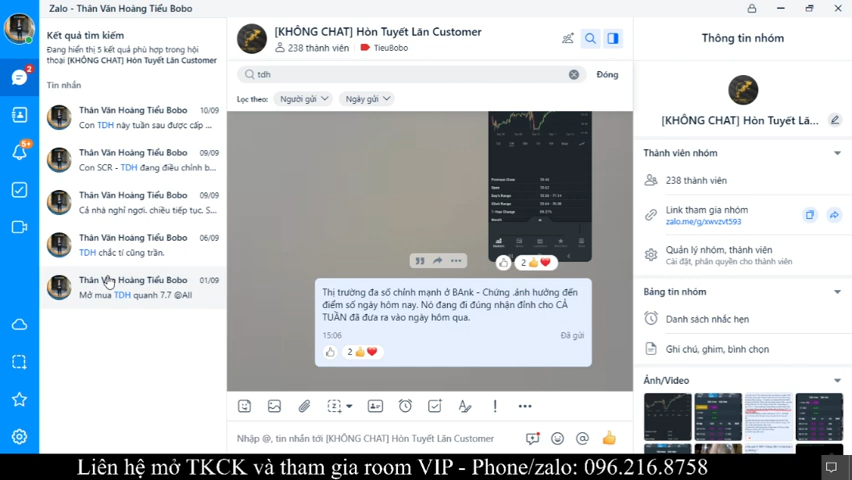 Zalo - Thân Văn Hoàng Tiểu Bobo
Kết quả tìm kiếm
Đang hiển thị 5 kết quả phù hợp trong hội
thoại [KHÔNG CHAT] Hòn Tuyết Lăn Customer
Tin nhắn
Thân Văn Hoàng Tiểu Bobo 10/09
Con TDH này tuần sau được cấp ...
Thân Văn Hoàng Tiểu Bobo 09/09
Con SCR - TDH đang điều chỉnh b...
Thân Văn Hoàng Tiểu Bobo 09/09
Cả nhà nghỉ ngơi. chiều tiếp tục. S...
Thân Văn Hoàng Tiểu Bobo 06/09
TDH chắc tí cũng trần.
Thân Văn Hoàng Tiểu Bobo 01/09
Mở mua TDH quanh 7.7 @All
2
5+
[KHÔNG CHAT] Hòn Tuyết Lăn Customer
238 thành viên | TieuBobo
tdh
Đóng
Lọc theo: Người gửi Ngày gửi
2
Thị trường đa số chỉnh mạnh ở BAnk - Chứng .ảnh hưởng đến
điểm số ngày hôm nay. Nó đang đi đúng nhận định cho CẢ
TUẦN đã đưa ra vào ngày hôm qua.
15:06 Đã gửi
2
Nhập @, tin nhắn tới [KHÔNG CHAT] Hòn Tuyết Lăn Customer
Thông tin nhóm
[KHÔNG CHAT] Hòn Tuyết Lă...
Thành viên nhóm
238 thành viên
Link tham gia nhóm
zalo.me/g/xwvzvt593
Quản lý nhóm, thành viên
Cài đặt, phân quyền cho thành viên
Bảng tin nhóm
Danh sách nhắc hẹn
Ghi chú, ghim, bình chọn
Ảnh/Video
Liên hệ mở TKCK và tham gia room VIP - Phone/zalo: 096.216.8758